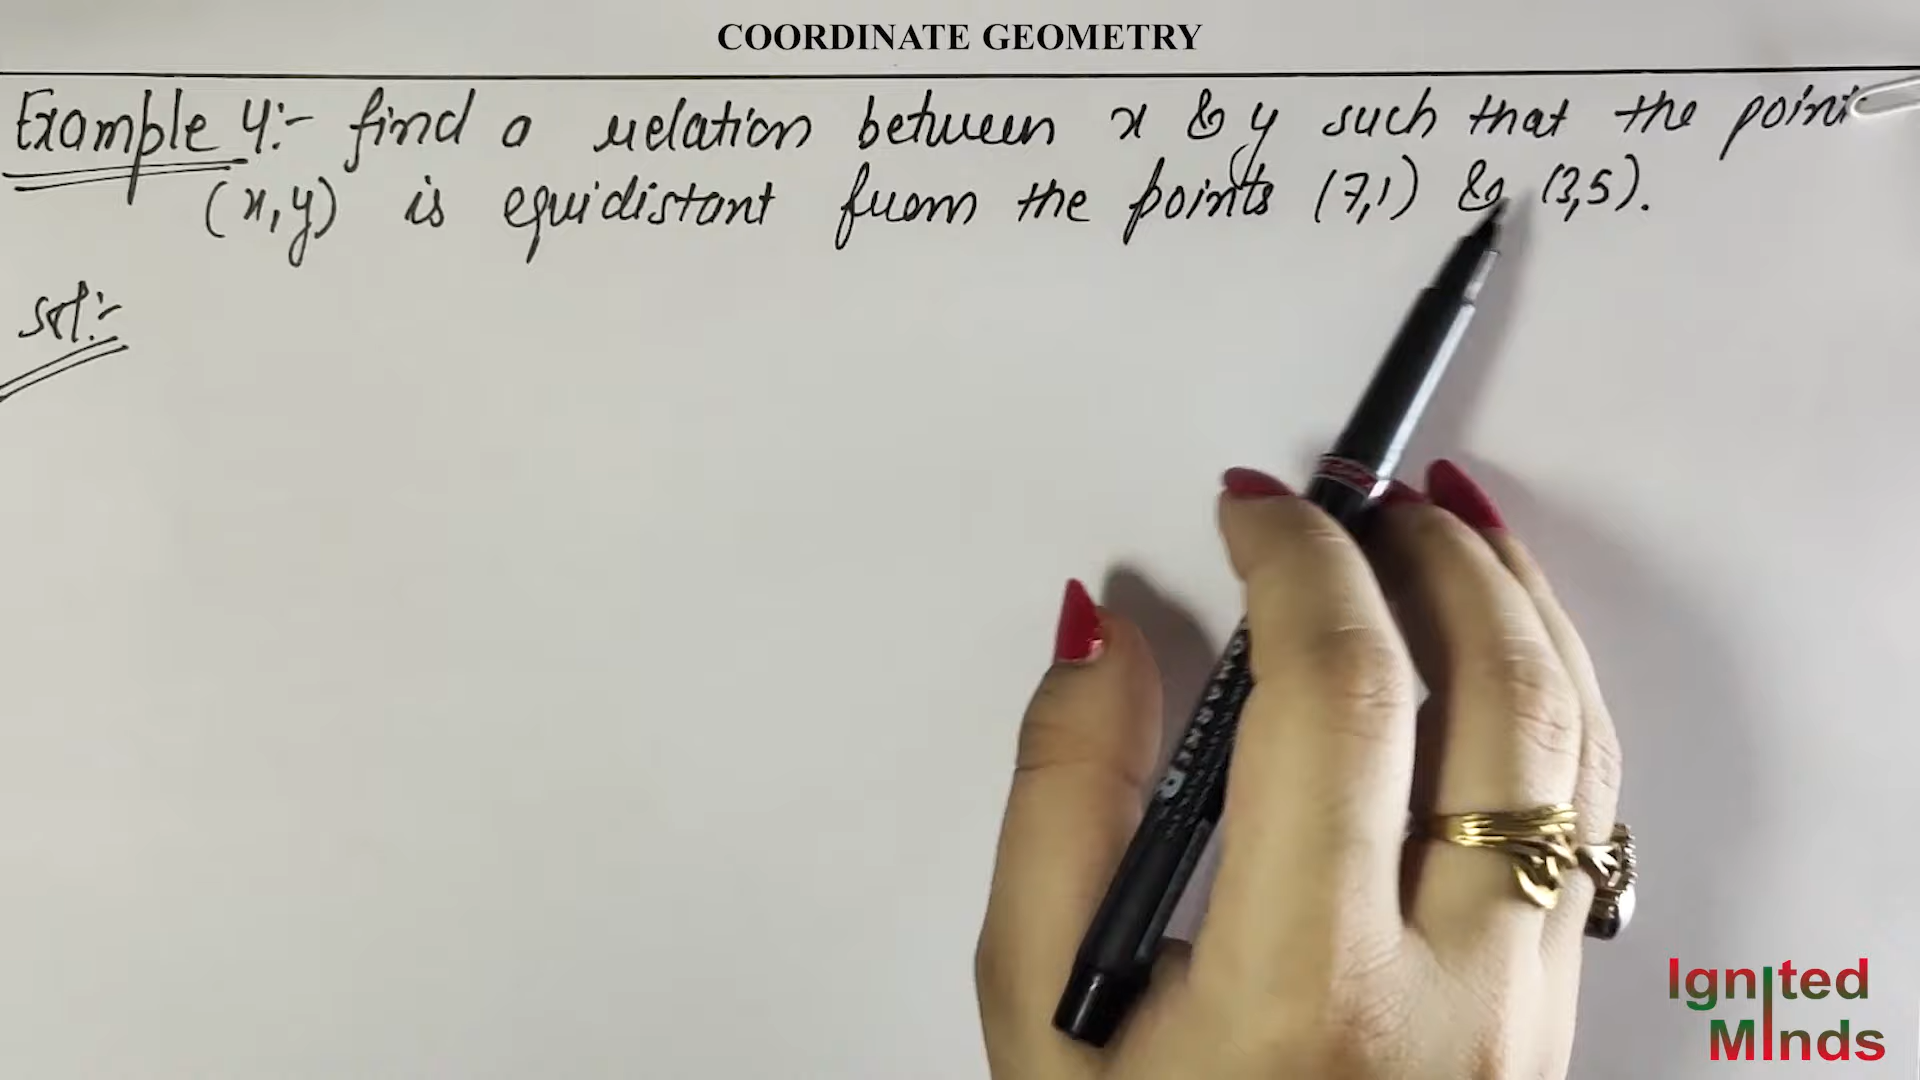 COORDINATE GEOMETRY
Example 4:- find a relation between x & y such that the point
(x,y) is equidistant from the points (7,1) & (3,5).
Sol:-
MARKER
Ignited
Minds